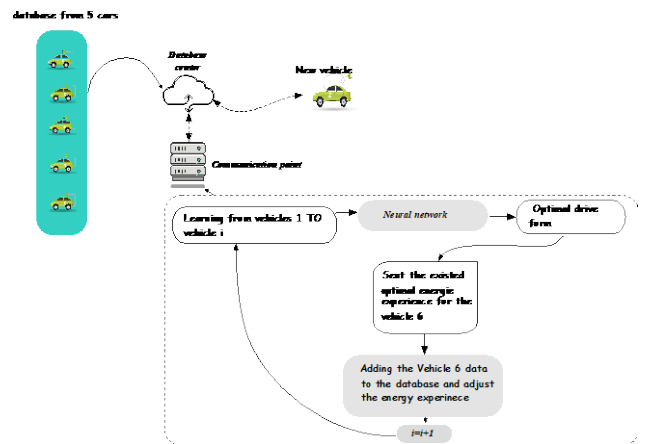 database from 5 cars
Database
center
New vehicle
Communication point
Learning from vehicles 1 TO
vehicle i
Neural network
Optimal drive
form
Sent the existed
optimal energie
experience for the
vehicle 6
Adding the Vehicle 6 data
to the database and adjust
the energy experinece
i=i+1